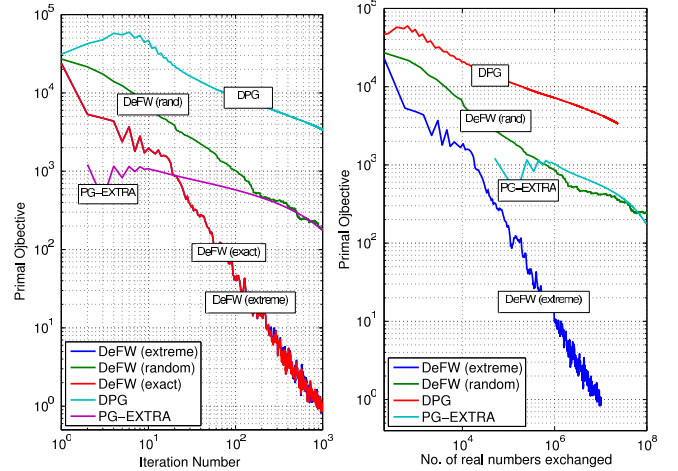 10^5
10^4
10^3
10^2
10^1
10^0
Primal Ojbective
DPG
DeFW (rand)
PG-EXTRA
DeFW (exact)
DeFW (extreme)
DeFW (extreme)
DeFW (random)
DeFW (exact)
DPG
PG-EXTRA
10^0
10^1
10^2
10^3
Iteration Number
10^5
10^4
10^3
10^2
10^1
10^0
Primal Ojbective
DPG
DeFW (rand)
PG-EXTRA
DeFW (extreme)
DeFW (extreme)
DeFW (random)
DPG
PG-EXTRA
10^4
10^6
10^8
No. of real numbers exchanged